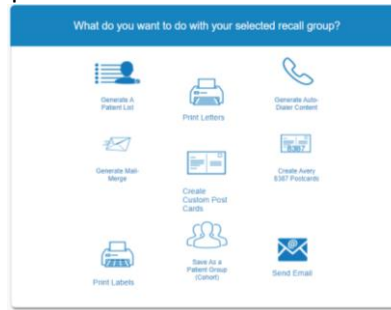 What do you want to do with your selected recall group?
Generate A
Patient List
Print Letters
Generate Auto-
Dialer Content
Generate Mail-
Merge
Create
Custom Post
Cards
8387
Create Avery
8387 Postcards
Print Labels
Save As a
Patient Group
(Cohort)
Send Email